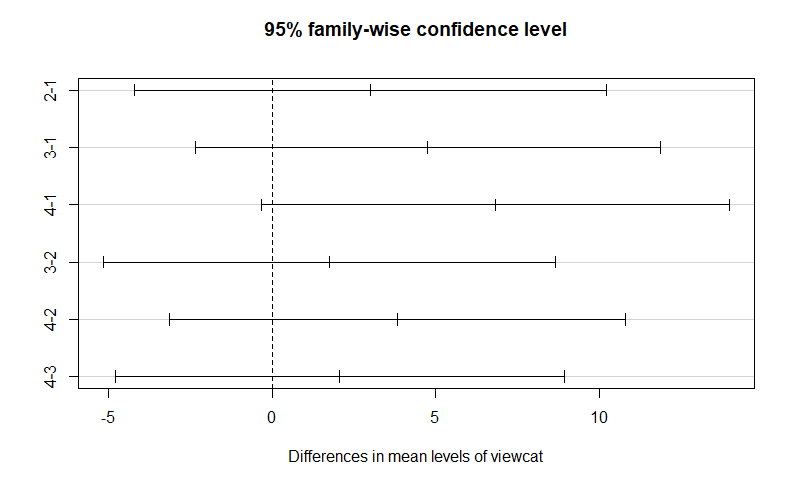 95% family-wise confidence level
2-1
3-1
4-1
3-2
4-2
4-3
-5 0 5 10
Differences in mean levels of viewcat